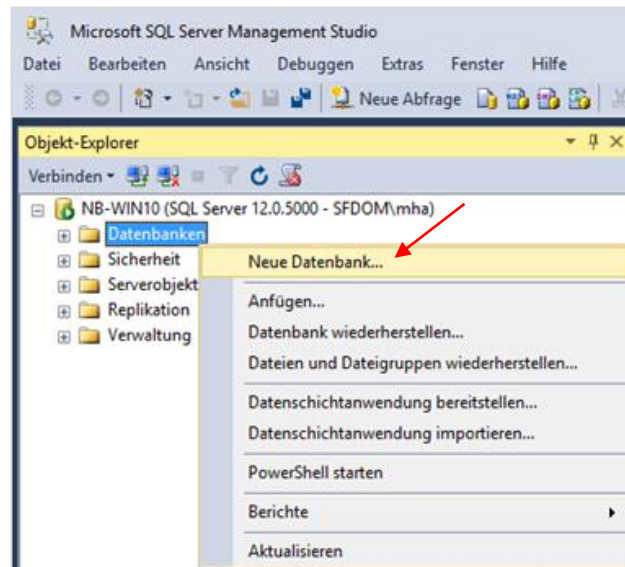 Microsoft SQL Server Management Studio
Datei Bearbeiten Ansicht Debuggen Extras Fenster Hilfe
Neue Abfrage
Objekt-Explorer
Verbinden
NB-WIN10 (SQL Server 12.0.5000 - SFDOM\mha)
Datenbanken
Sicherheit
Serverobjekt
Replikation
Verwaltung
Neue Datenbank...
Anfügen...
Datenbank wiederherstellen...
Dateien und Dateigruppen wiederherstellen...
Datenschichtanwendung bereitstellen...
Datenschichtanwendung importieren...
PowerShell starten
Berichte
Aktualisieren